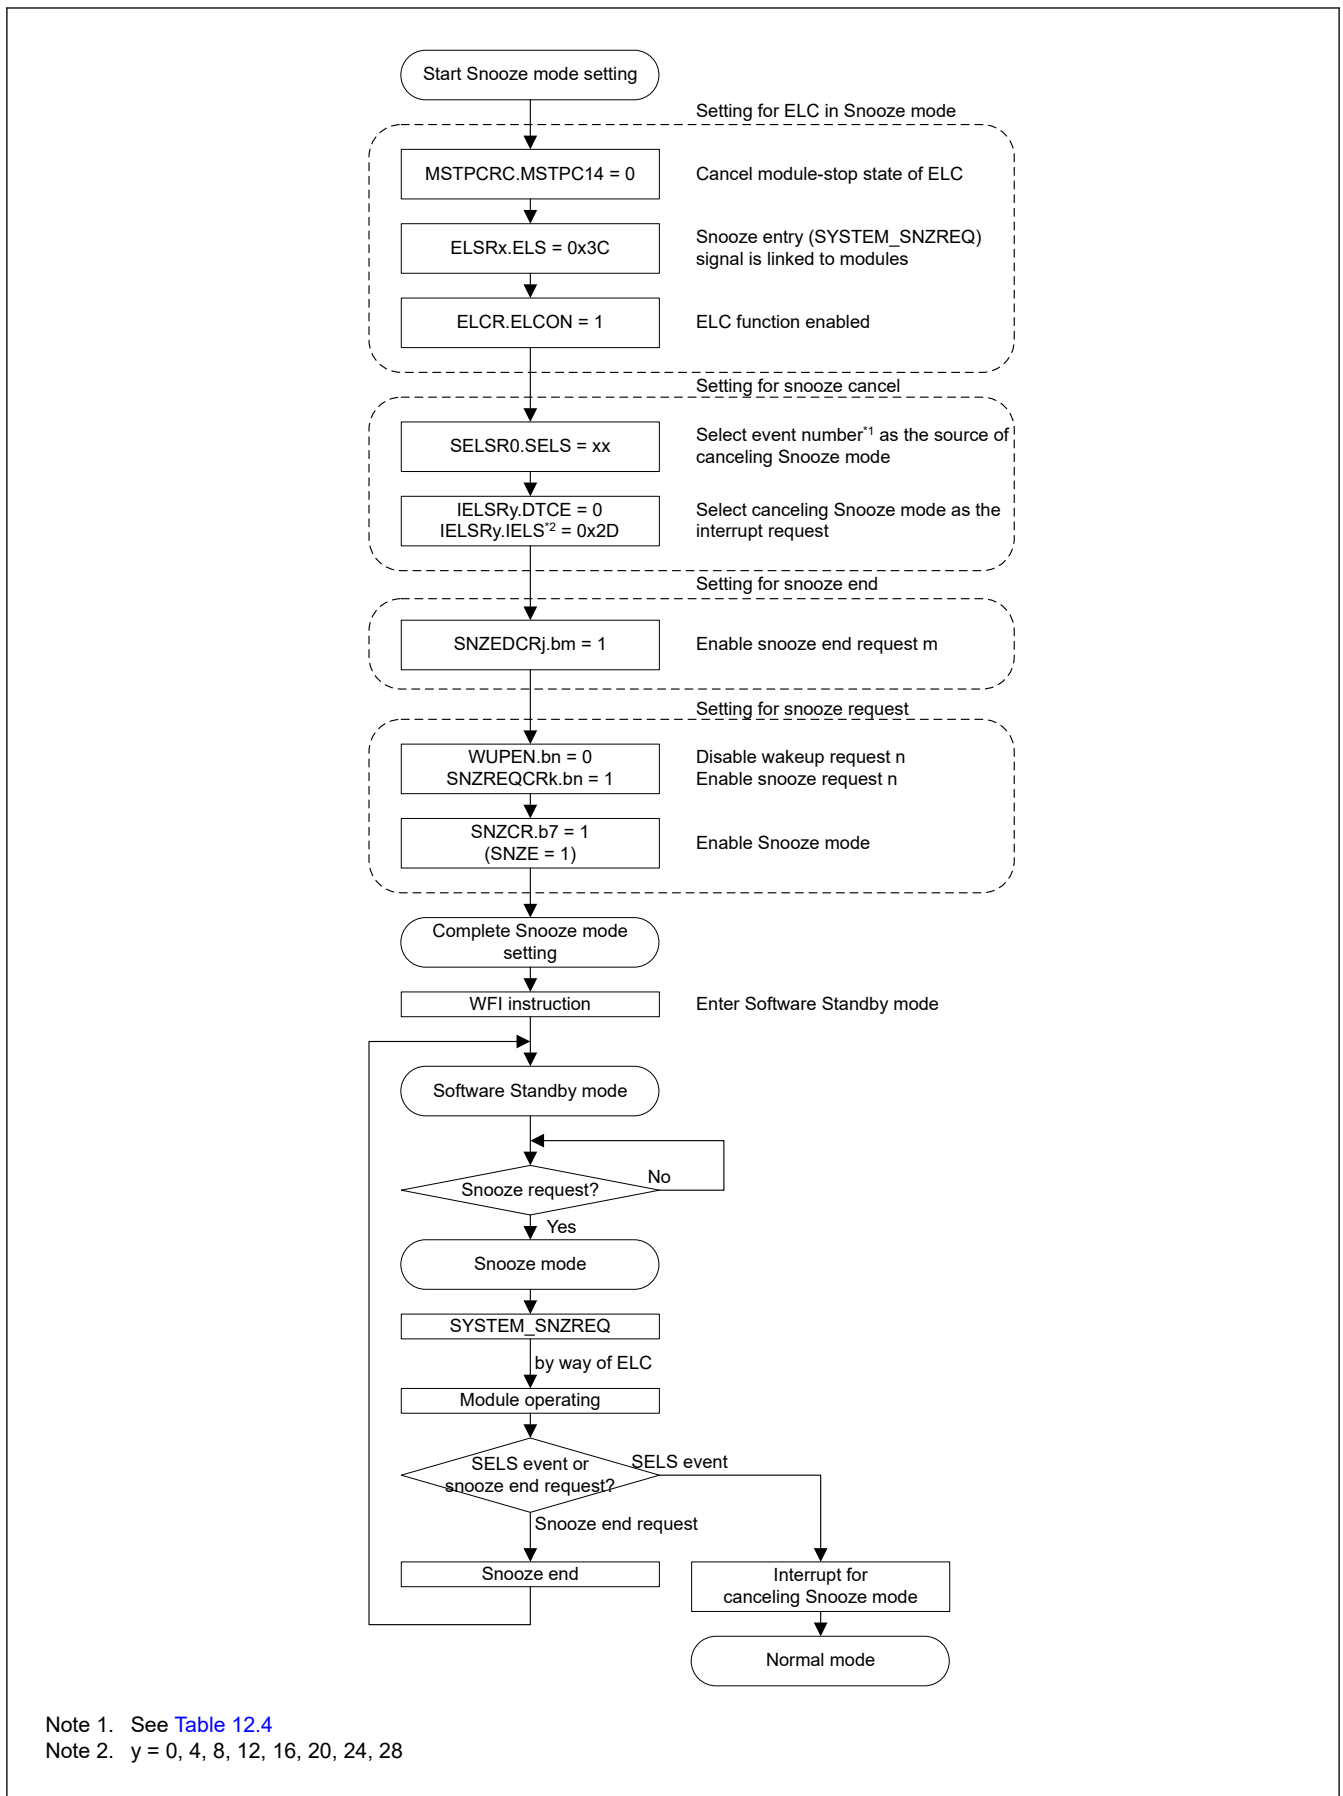 Start Snooze mode setting
Setting for ELC in Snooze mode
MSTPCRC.MSTPC14 = 0
Cancel module-stop state of ELC
ELSRx.ELS = 0x3C
Snooze entry (SYSTEM_SNZREQ)
signal is linked to modules
ELCR.ELCON = 1
ELC function enabled
Setting for snooze cancel
SELSR0.SELS = xx
Select event number*1 as the source of
canceling Snooze mode
IELSRy.DTCE = 0
IELSRy.IELS*2 = 0x2D
Select canceling Snooze mode as the
interrupt request
Setting for snooze end
SNZEDCRj.bm = 1
Enable snooze end request m
Setting for snooze request
WUPEN.bn = 0
SNZREQCRk.bn = 1
Disable wakeup request n
Enable snooze request n
SNZCR.b7 = 1
(SNZE = 1)
Enable Snooze mode
Complete Snooze mode
setting
WFI instruction
Enter Software Standby mode
Software Standby mode
Snooze request?
No
Yes
Snooze mode
SYSTEM_SNZREQ
by way of ELC
Module operating
SELS event or
snooze end request?
SELS event
Snooze end request
Snooze end
Interrupt for
canceling Snooze mode
Normal mode
Note 1. See Table 12.4
Note 2. y = 0, 4, 8, 12, 16, 20, 24, 28